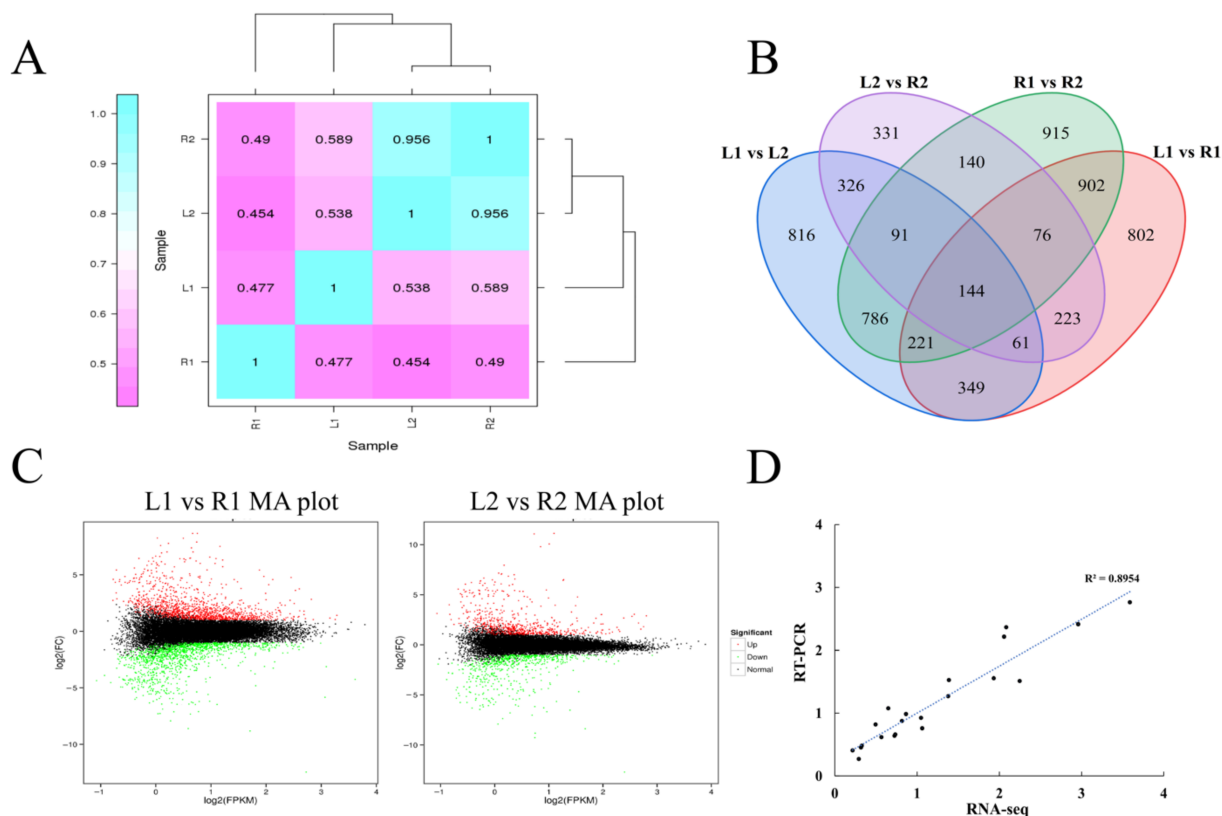 A
1.0
0.9
0.8
0.7
0.6
0.5
Sample
R2
L2
L1
R1
0.49 0.589 0.956 1
0.454 0.538 1 0.956
0.477 1 0.538 0.589
1 0.477 0.454 0.49
R1 L1 L2 R2
Sample
B
L2 vs R2
R1 vs R2
L1 vs L2
L1 vs R1
331 915
140
326 902
816 91 76 802
144
786 223
221 61
349
C
L1 vs R1 MA plot
log2(FC)
5
0
−5
−10
−1 0 1 2 3 4
log2(FPKM)
L2 vs R2 MA plot
log2(FC)
10
5
0
−5
−10
−1 0 1 2 3 4
log2(FPKM)
Significant
Up
Down
Normal
D
RT-PCR
4
3
2
1
0
R² = 0.8954
0 1 2 3 4
RNA-seq